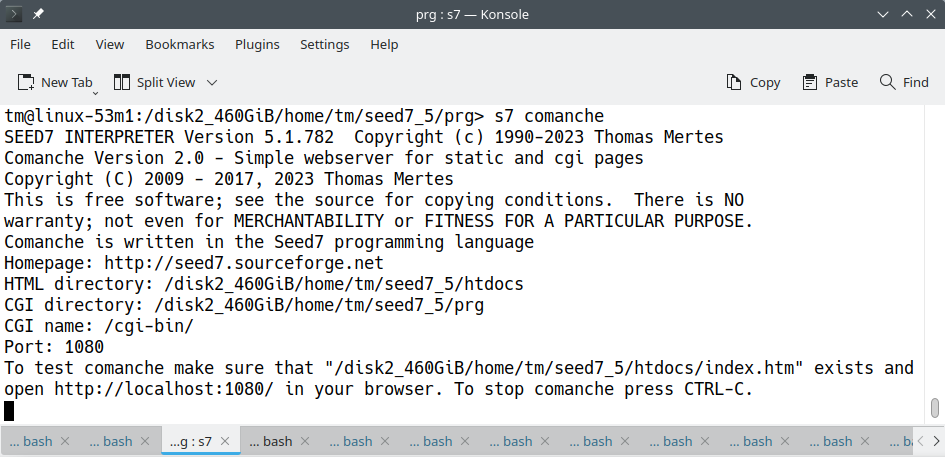 prg : s7 — Konsole
File Edit View Bookmarks Plugins Settings Help
New Tab Split View Copy Paste Find
tm@linux-53m1:/disk2_460GiB/home/tm/seed7_5/prg> s7 comanche
SEED7 INTERPRETER Version 5.1.782  Copyright (c) 1990-2023 Thomas Mertes
Comanche Version 2.0 - Simple webserver for static and cgi pages
Copyright (C) 2009 - 2017, 2023 Thomas Mertes
This is free software; see the source for copying conditions.  There is NO
warranty; not even for MERCHANTABILITY or FITNESS FOR A PARTICULAR PURPOSE.
Comanche is written in the Seed7 programming language
Homepage: http://seed7.sourceforge.net
HTML directory: /disk2_460GiB/home/tm/seed7_5/htdocs
CGI directory: /disk2_460GiB/home/tm/seed7_5/prg
CGI name: /cgi-bin/
Port: 1080
To test comanche make sure that "/disk2_460GiB/home/tm/seed7_5/htdocs/index.htm" exists and
open http://localhost:1080/ in your browser. To stop comanche press CTRL-C.
... bash ... bash ...g : s7 ... bash ... bash ... bash ... bash ... bash ... bash ... bash ... bash ... b